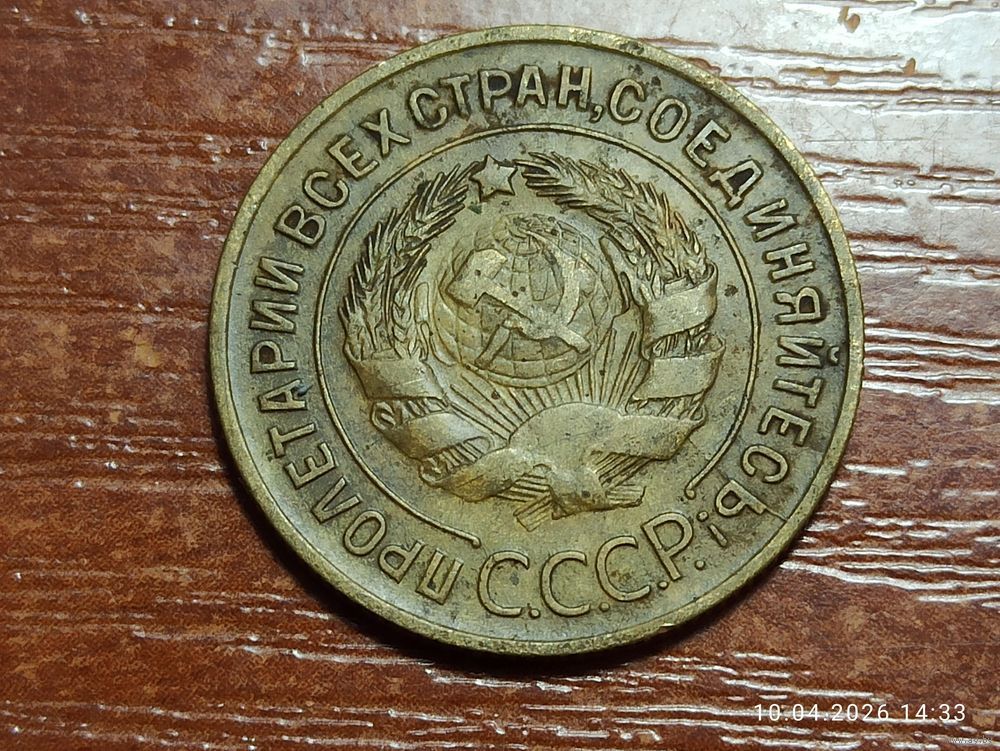 ПРОЛЕТАРИИ ВСЕХ СТРАН, СОЕДИНЯЙТЕСЬ!
С.С.С.Р.
10.04.2026 14:33